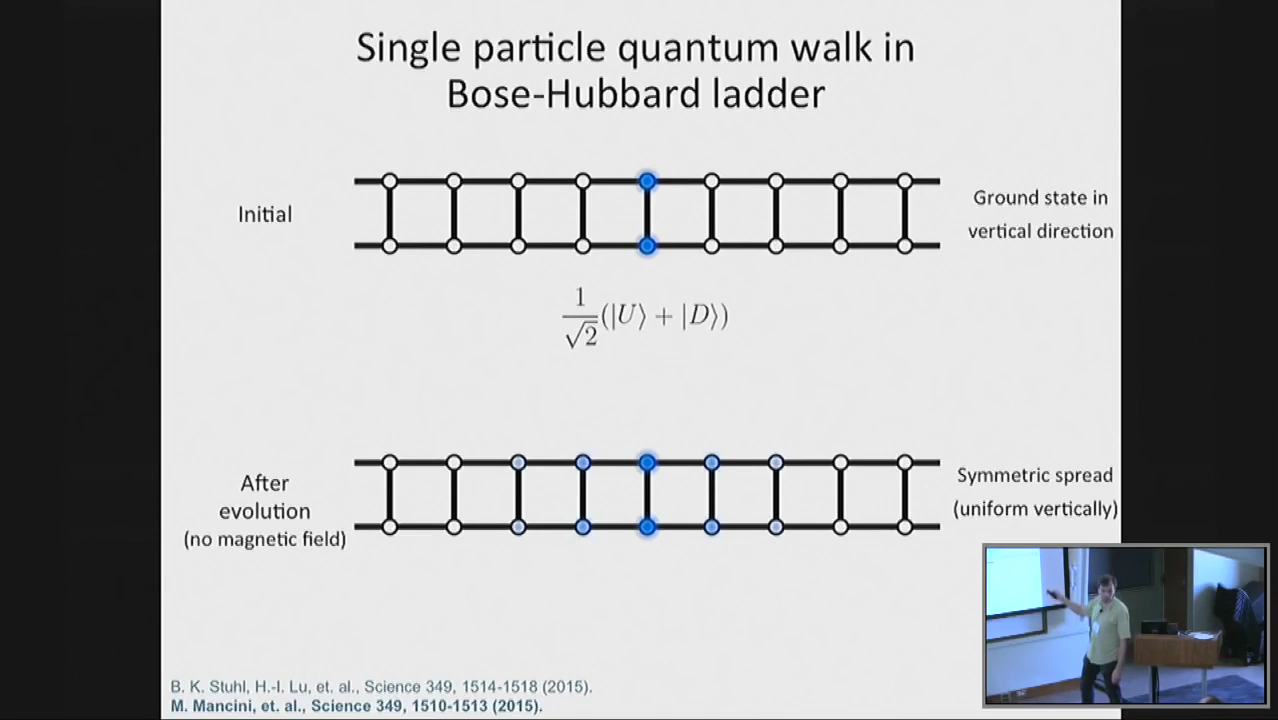 Single particle quantum walk in
Bose-Hubbard ladder
Initial
Ground state in
vertical direction
1/√2(|U⟩ + |D⟩)
After
evolution
(no magnetic field)
Symmetric spread
(uniform vertically)
B. K. Stuhl, H.-I. Lu, et. al., Science 349, 1514-1518 (2015).
M. Mancini, et. al., Science 349, 1510-1513 (2015).